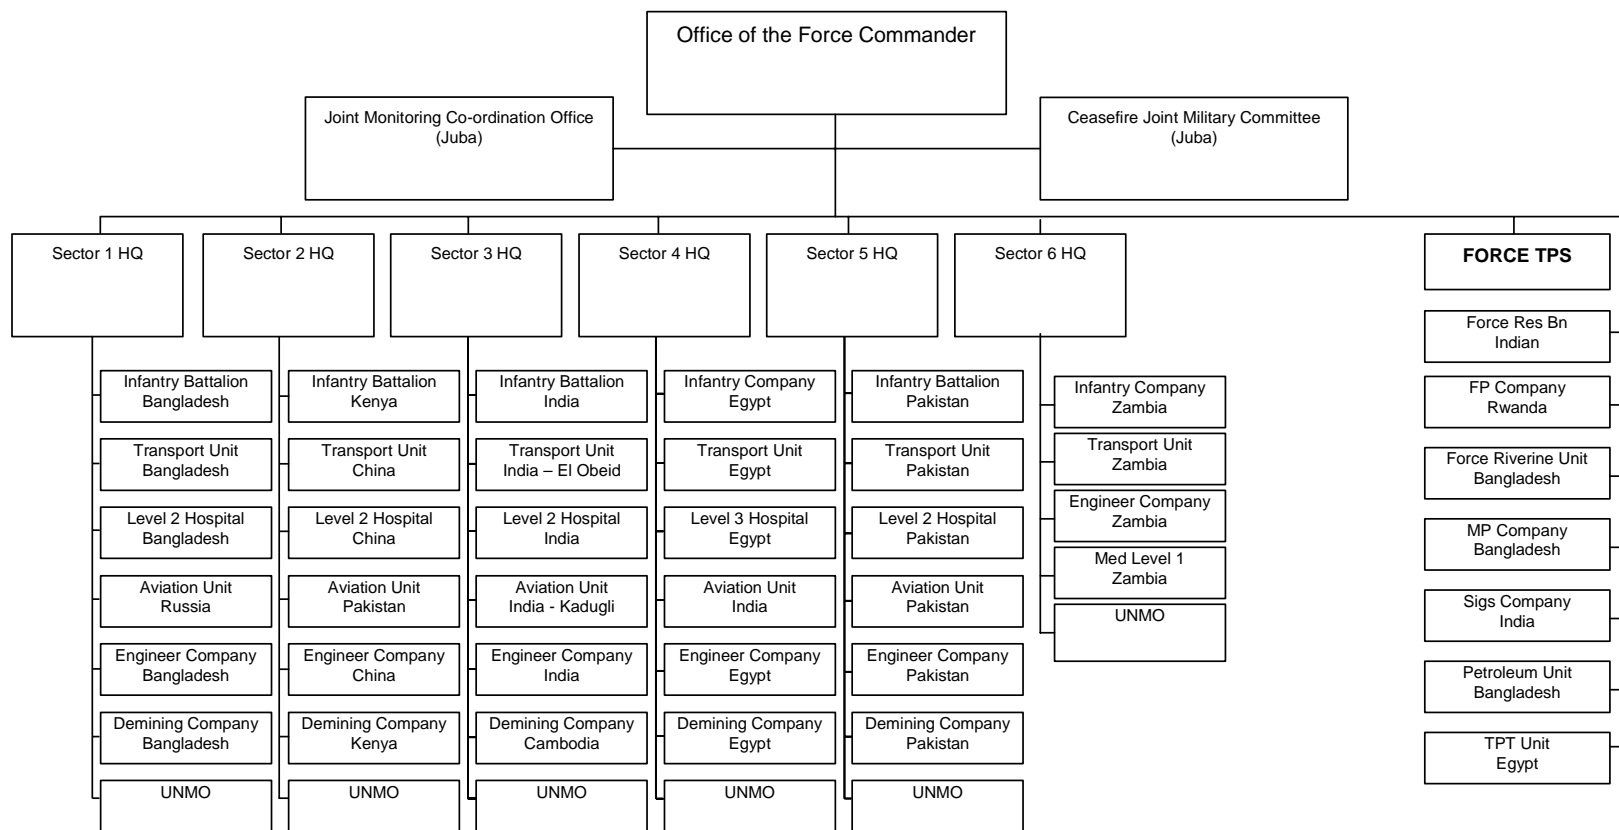 Office of the Force Commander
Joint Monitoring Co-ordination Office
(Juba)
Ceasefire Joint Military Committee
(Juba)
Sector 1 HQ
Sector 2 HQ
Sector 3 HQ
Sector 4 HQ
Sector 5 HQ
Sector 6 HQ
FORCE TPS
Infantry Battalion
Bangladesh
Transport Unit
Bangladesh
Level 2 Hospital
Bangladesh
Aviation Unit
Russia
Engineer Company
Bangladesh
Demining Company
Bangladesh
UNMO
Infantry Battalion
Kenya
Transport Unit
China
Level 2 Hospital
China
Aviation Unit
Pakistan
Engineer Company
China
Demining Company
Kenya
UNMO
Infantry Battalion
India
Transport Unit
India – El Obeid
Level 2 Hospital
India
Aviation Unit
India - Kadugli
Engineer Company
India
Demining Company
Cambodia
UNMO
Infantry Company
Egypt
Transport Unit
Egypt
Level 3 Hospital
Egypt
Aviation Unit
India
Engineer Company
Egypt
Demining Company
Egypt
UNMO
Infantry Battalion
Pakistan
Transport Unit
Pakistan
Level 2 Hospital
Pakistan
Aviation Unit
Pakistan
Engineer Company
Pakistan
Demining Company
Pakistan
UNMO
Infantry Company
Zambia
Transport Unit
Zambia
Engineer Company
Zambia
Med Level 1
Zambia
UNMO
Force Res Bn
Indian
FP Company
Rwanda
Force Riverine Unit
Bangladesh
MP Company
Bangladesh
Sigs Company
India
Petroleum Unit
Bangladesh
TPT Unit
Egypt